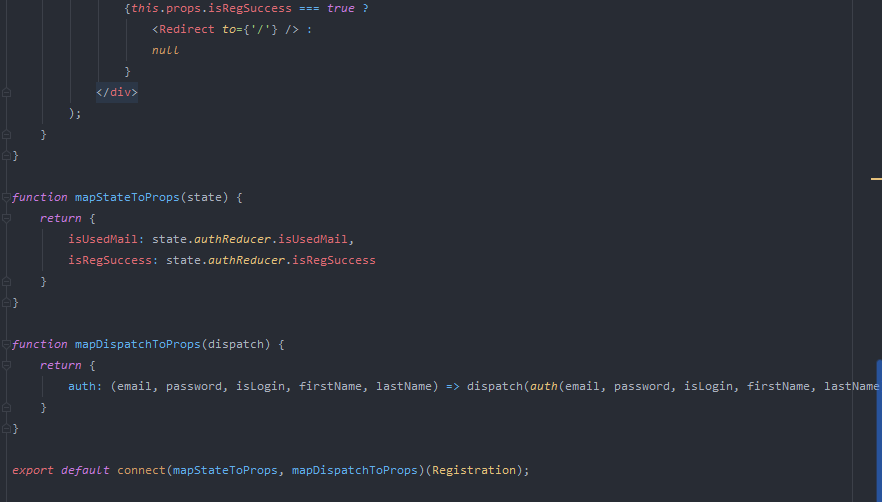 {this.props.isRegSuccess === true ?
<Redirect to={'/'} /> :
null
}
</div>
);
}
}
function mapStateToProps(state) {
return {
isUsedMail: state.authReducer.isUsedMail,
isRegSuccess: state.authReducer.isRegSuccess
}
}
function mapDispatchToProps(dispatch) {
return {
auth: (email, password, isLogin, firstName, lastName) => dispatch(auth(email, password, isLogin, firstName, lastName
}
}
export default connect(mapStateToProps, mapDispatchToProps)(Registration);